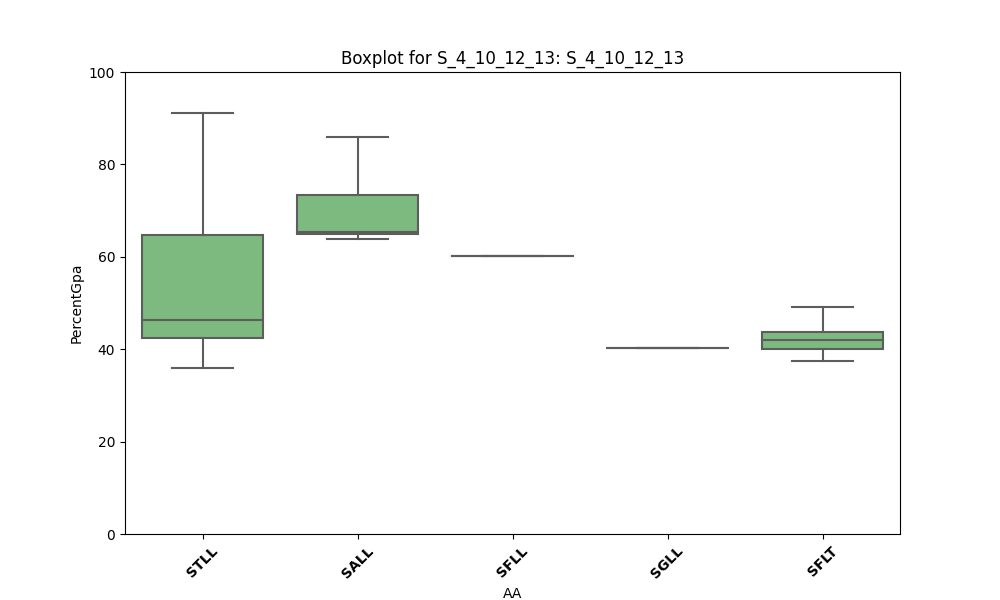 Boxplot for S_4_10_12_13: S_4_10_12_13
100
80
60
40
20
0
PercentGpa
STLL
SALL
SFLL
SGLL
SFLT
AA